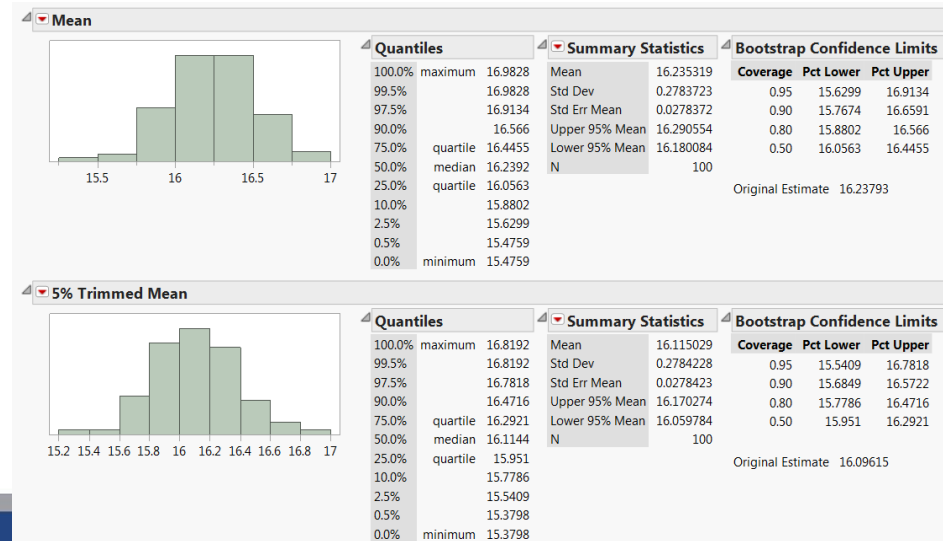 Mean
15.5 16 16.5 17
Quantiles
100.0% maximum 16.9828
99.5% 16.9828
97.5% 16.9134
90.0% 16.566
75.0% quartile 16.4455
50.0% median 16.2392
25.0% quartile 16.0563
10.0% 15.8802
2.5% 15.6299
0.5% 15.4759
0.0% minimum 15.4759
Summary Statistics
Mean 16.235319
Std Dev 0.2783723
Std Err Mean 0.0278372
Upper 95% Mean 16.290554
Lower 95% Mean 16.180084
N 100
Bootstrap Confidence Limits
Coverage Pct Lower Pct Upper
0.95 15.6299 16.9134
0.90 15.7674 16.6591
0.80 15.8802 16.566
0.50 16.0563 16.4455
Original Estimate 16.23793
5% Trimmed Mean
15.2 15.4 15.6 15.8 16 16.2 16.4 16.6 16.8 17
Quantiles
100.0% maximum 16.8192
99.5% 16.8192
97.5% 16.7818
90.0% 16.4716
75.0% quartile 16.2921
50.0% median 16.1144
25.0% quartile 15.951
10.0% 15.7786
2.5% 15.5409
0.5% 15.3798
0.0% minimum 15.3798
Summary Statistics
Mean 16.115029
Std Dev 0.2784228
Std Err Mean 0.0278423
Upper 95% Mean 16.170274
Lower 95% Mean 16.059784
N 100
Bootstrap Confidence Limits
Coverage Pct Lower Pct Upper
0.95 15.5409 16.7818
0.90 15.6849 16.5722
0.80 15.7786 16.4716
0.50 15.951 16.2921
Original Estimate 16.09615